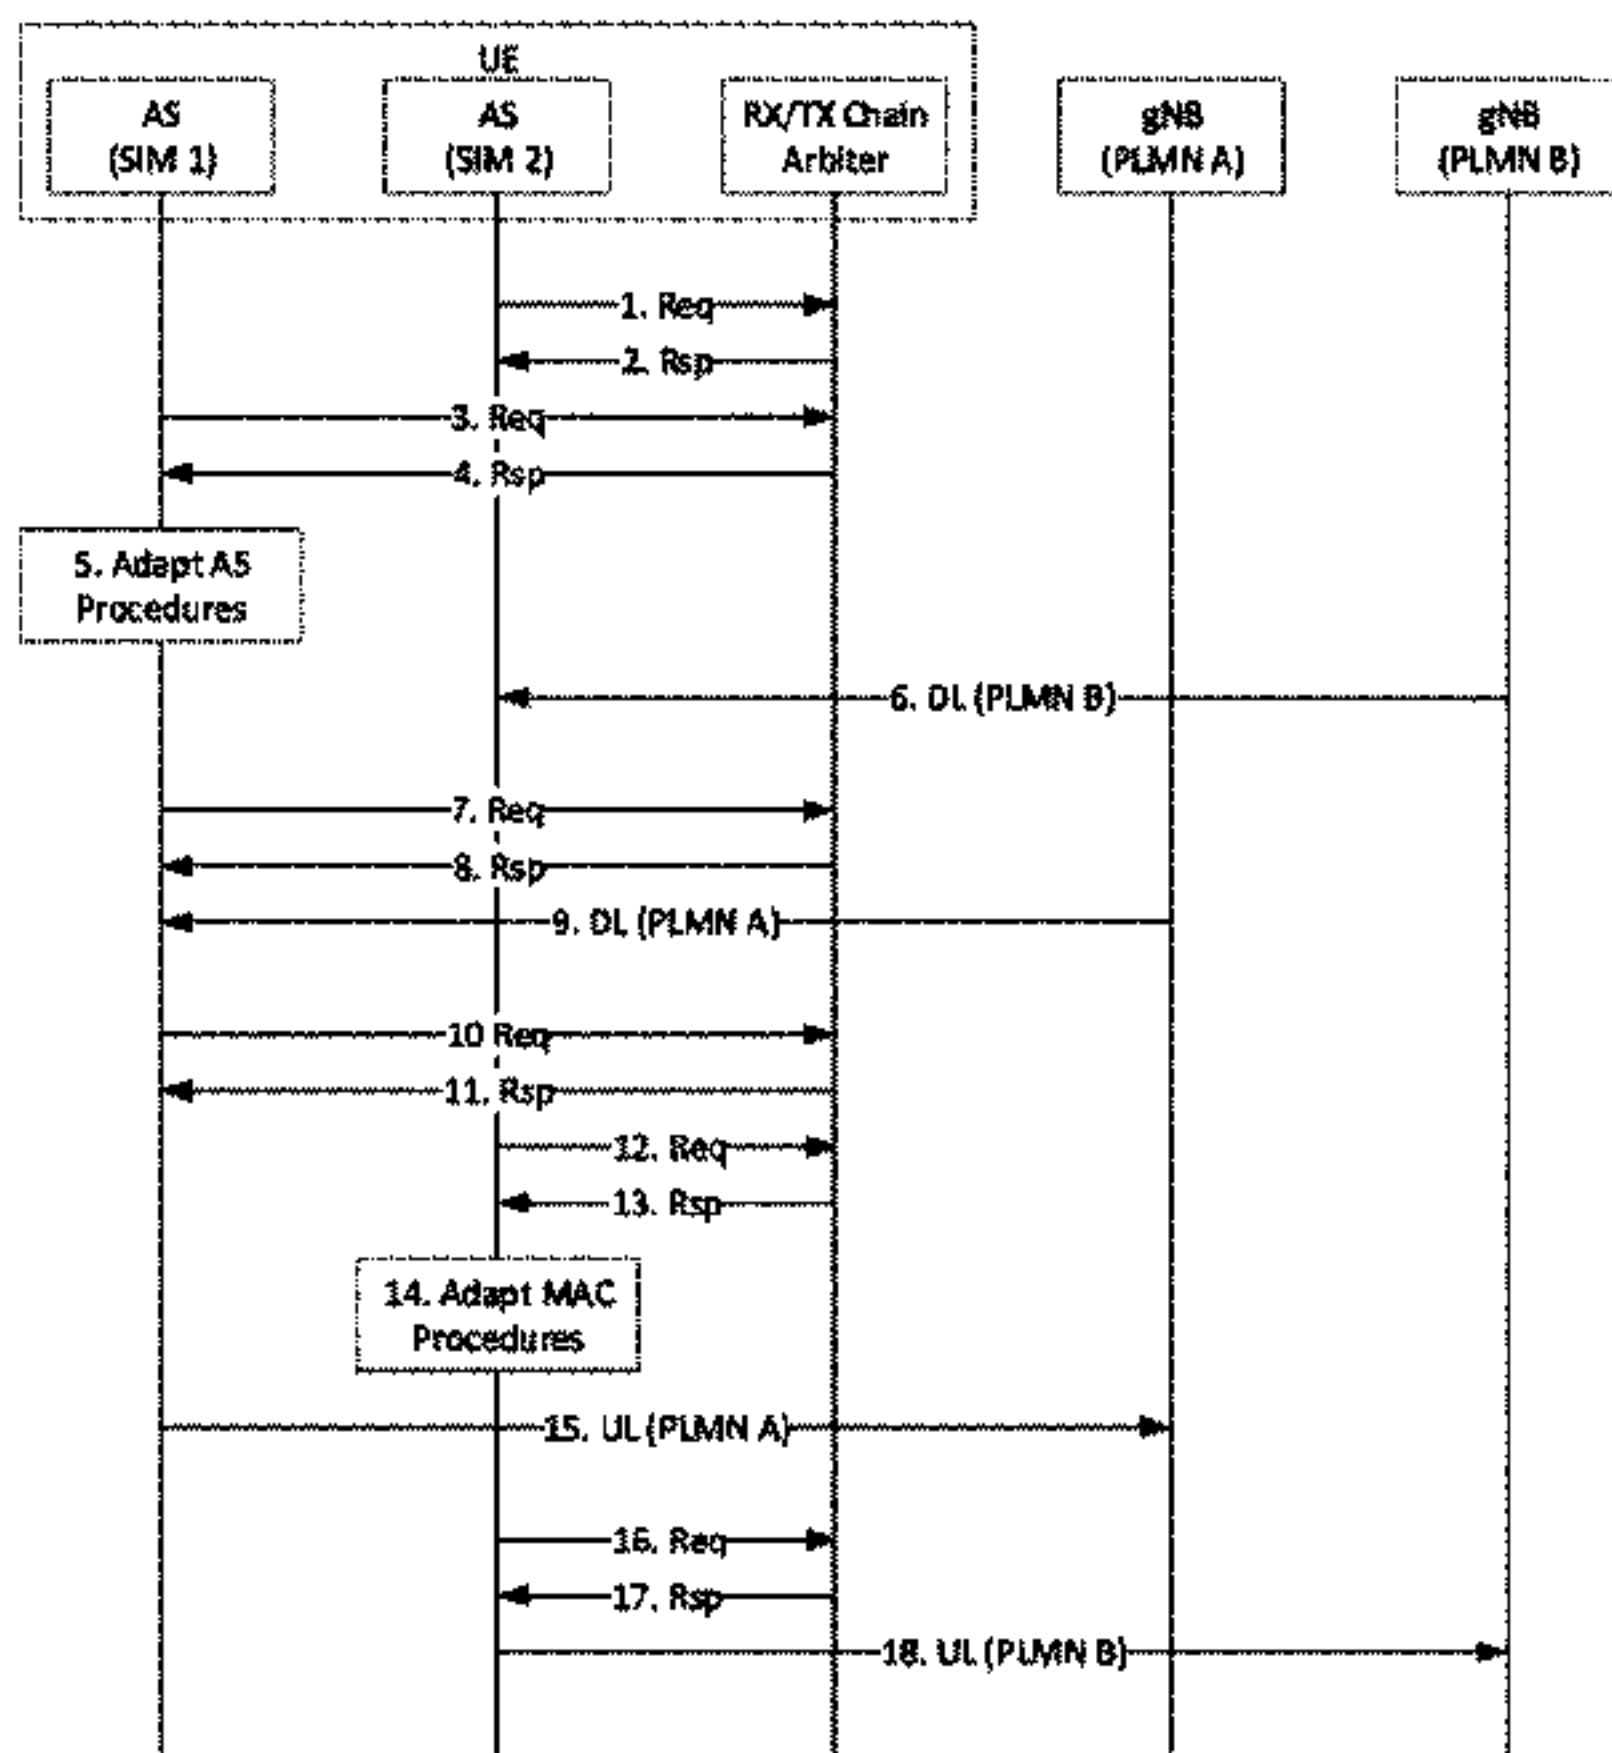 UE
AS
(SIM 1)
AS
(SIM 2)
RX/TX Chain
Arbiter
gNB
(PLMN A)
gNB
(PLMN B)
1. Req
2. Rsp
3. Req
4. Rsp
5. Adapt AS
Procedures
6. DL (PLMN B)
7. Req
8. Rsp
9. DL (PLMN A)
10 Req
11. Rsp
12. Req
13. Rsp
14. Adapt MAC
Procedures
15. UL (PLMN A)
16. Req
17. Rsp
18. UL (PLMN B)